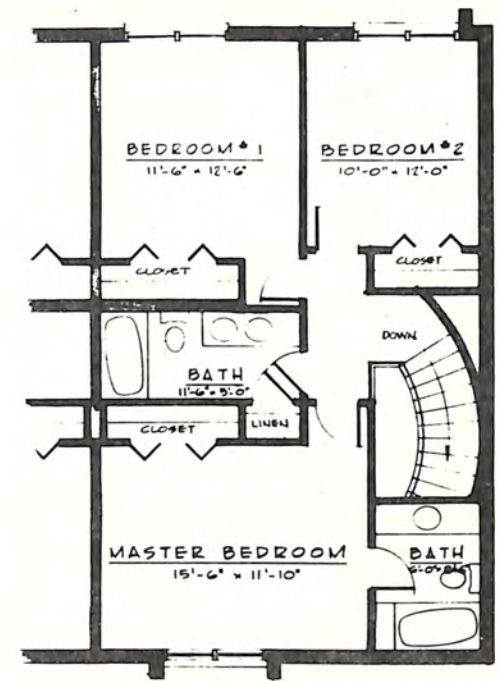 BEDROOM #1
11'-6" x 12'-6"
BEDROOM #2
10'-0" x 12'-0"
CLOSET
CLOSET
DOWN
BATH
11'-6" x 5'-0"
CLOSET
LINEN
MASTER BEDROOM
15'-6" x 11'-10"
BATH